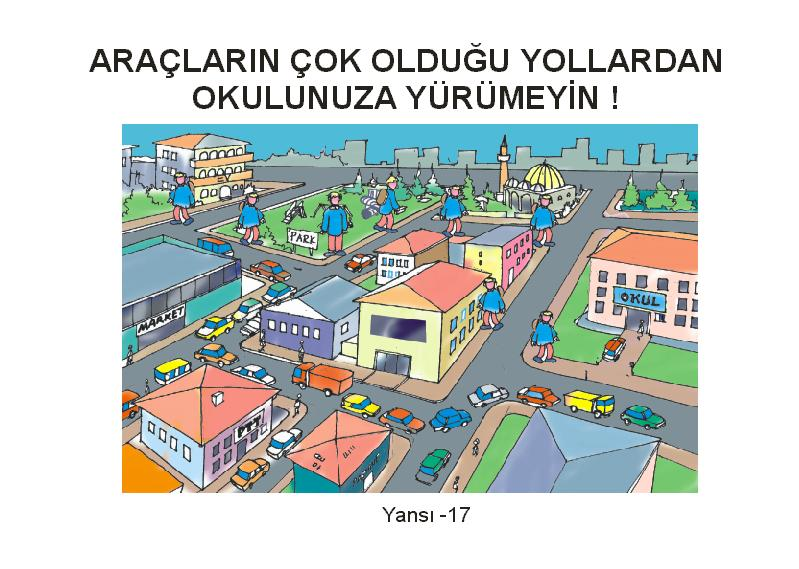 ARAÇLARIN ÇOK OLDUĞU YOLLARDAN
OKULUNUZA YÜRÜMEYİN !
PARK
OKUL
MARKET
PTT
Yansı -17